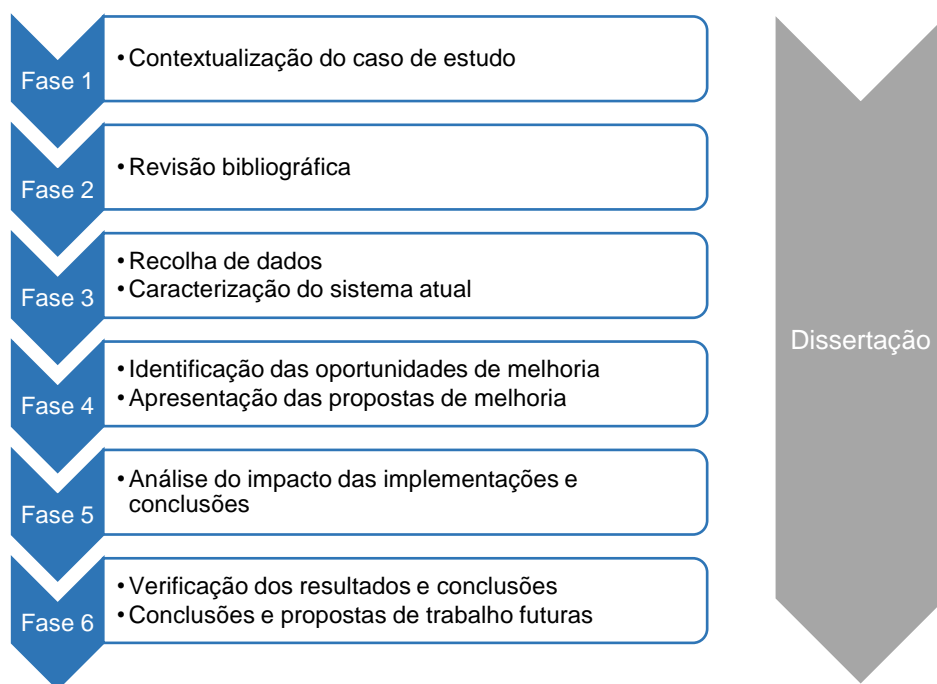 Fase 1
• Contextualização do caso de estudo
Fase 2
• Revisão bibliográfica
Fase 3
• Recolha de dados
• Caracterização do sistema atual
Fase 4
• Identificação das oportunidades de melhoria
• Apresentação das propostas de melhoria
Fase 5
• Análise do impacto das implementações e
conclusões
Fase 6
• Verificação dos resultados e conclusões
• Conclusões e propostas de trabalho futuras
Dissertação